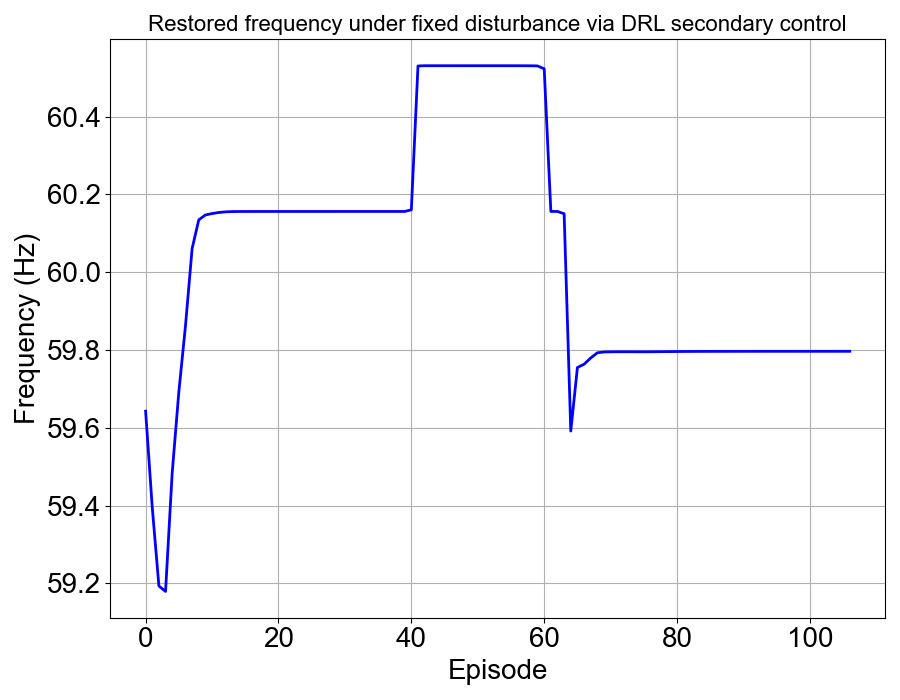 Restored frequency under fixed disturbance via DRL secondary control
Frequency (Hz)
60.4
60.2
60.0
59.8
59.6
59.4
59.2
0 20 40 60 80 100
Episode